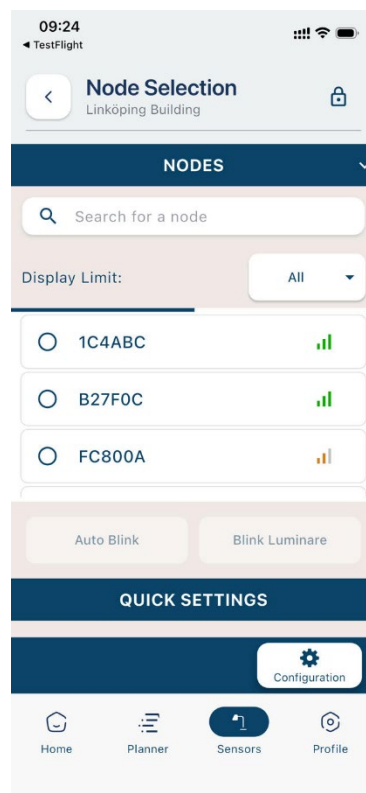 09:24
◀ TestFlight
Node Selection
Linköping Building
NODES
Search for a node
Display Limit:
All
1C4ABC
B27F0C
FC800A
Auto Blink
Blink Luminare
QUICK SETTINGS
Configuration
Home
Planner
Sensors
Profile